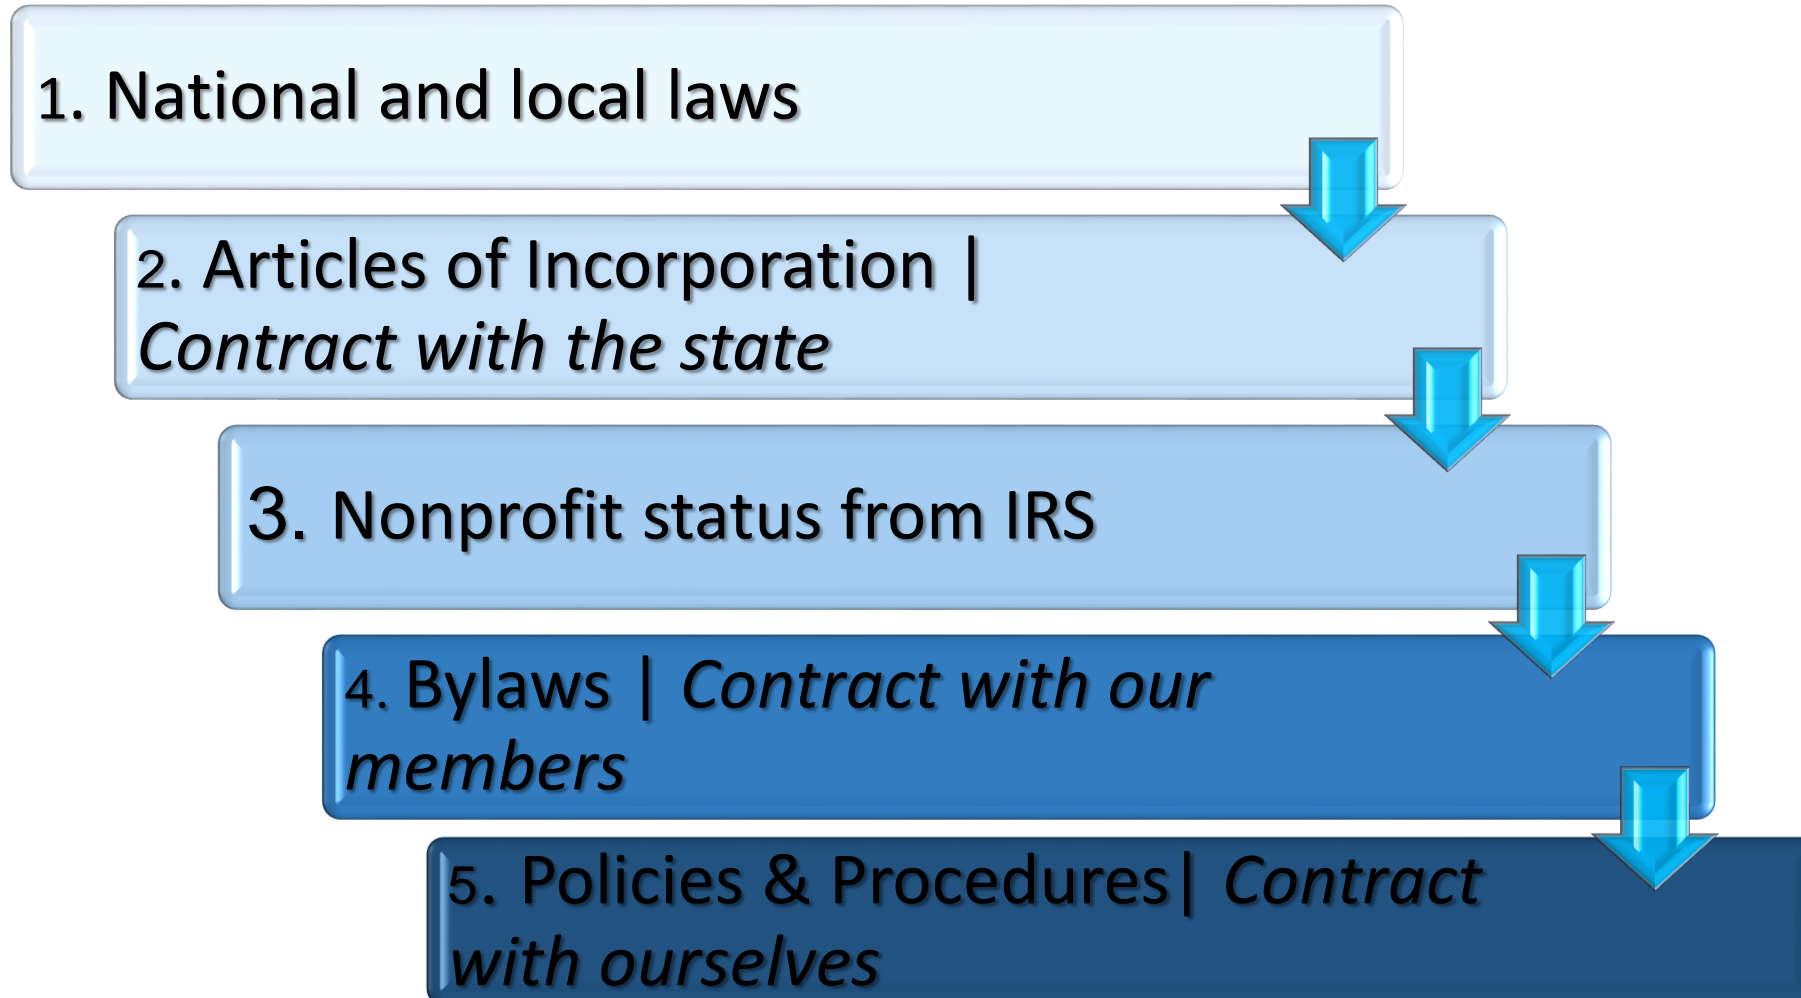 1. National and local laws
2. Articles of Incorporation |
Contract with the state
3. Nonprofit status from IRS
4. Bylaws | Contract with our
members
5. Policies & Procedures| Contract
with ourselves